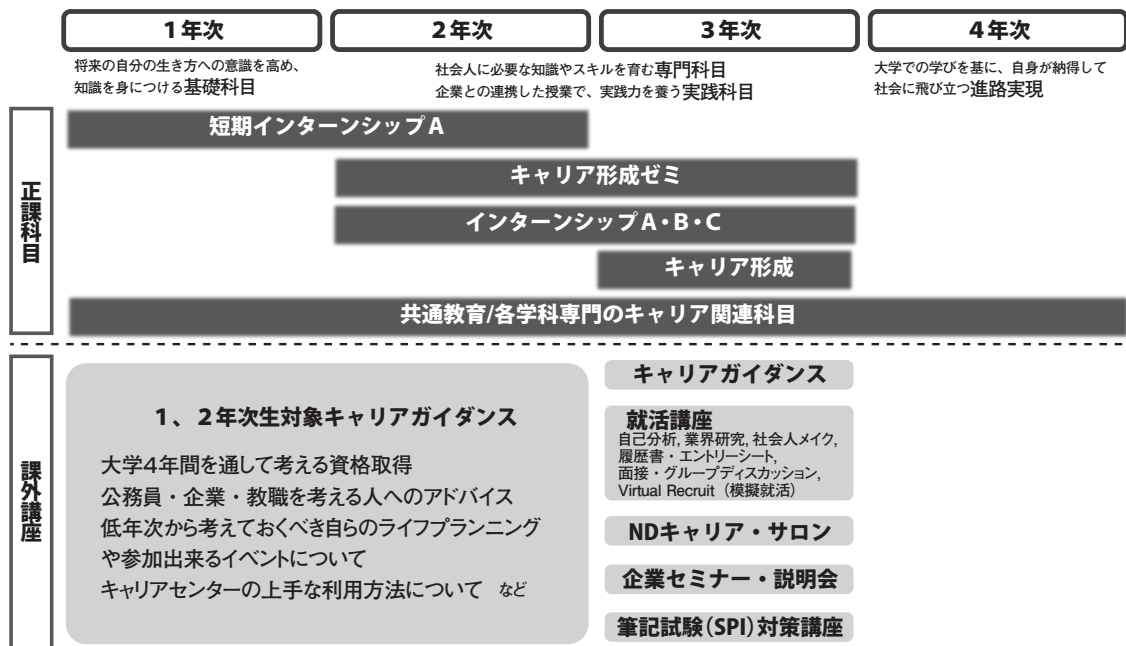 1年次
2年次
3年次
4年次
将来の自分の生き方への意識を高め、
知識を身につける基礎科目
社会人に必要な知識やスキルを育む専門科目
企業との連携した授業で、実践力を養う実践科目
大学での学びを基に、自身が納得して
社会に飛び立つ進路実現
正課科目
短期インターンシップA
キャリア形成ゼミ
インターンシップA・B・C
キャリア形成
共通教育/各学科専門のキャリア関連科目
課外講座
1、2年次生対象キャリアガイダンス
大学4年間を通して考える資格取得
公務員・企業・教職を考える人へのアドバイス
低年次から考えておくべき自らのライフプランニング
や参加出来るイベントについて
キャリアセンターの上手な利用方法について など
キャリアガイダンス
就活講座
自己分析, 業界研究, 社会人メイク,
履歴書・エントリーシート,
面接・グループディスカッション,
Virtual Recruit（模擬就活）
NDキャリア・サロン
企業セミナー・説明会
筆記試験(SPI)対策講座